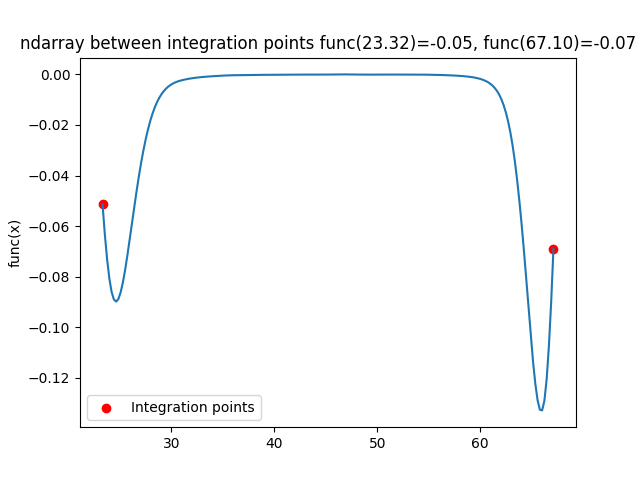 ndarray between integration points func(23.32)=-0.05, func(67.10)=-0.07
0.00
−0.02
−0.04
−0.06
−0.08
−0.10
−0.12
func(x)
Integration points
30 40 50 60